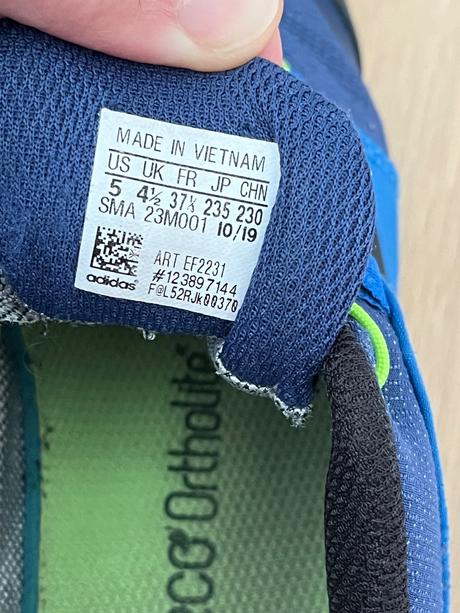 MADE IN VIETNAM
US UK FR JP CHN
5 4½ 37⅓ 235 230
SMA 23M001 10/19
ART EF2231
#123897144
F@L52RJk00370
adidas
eco Ortholite